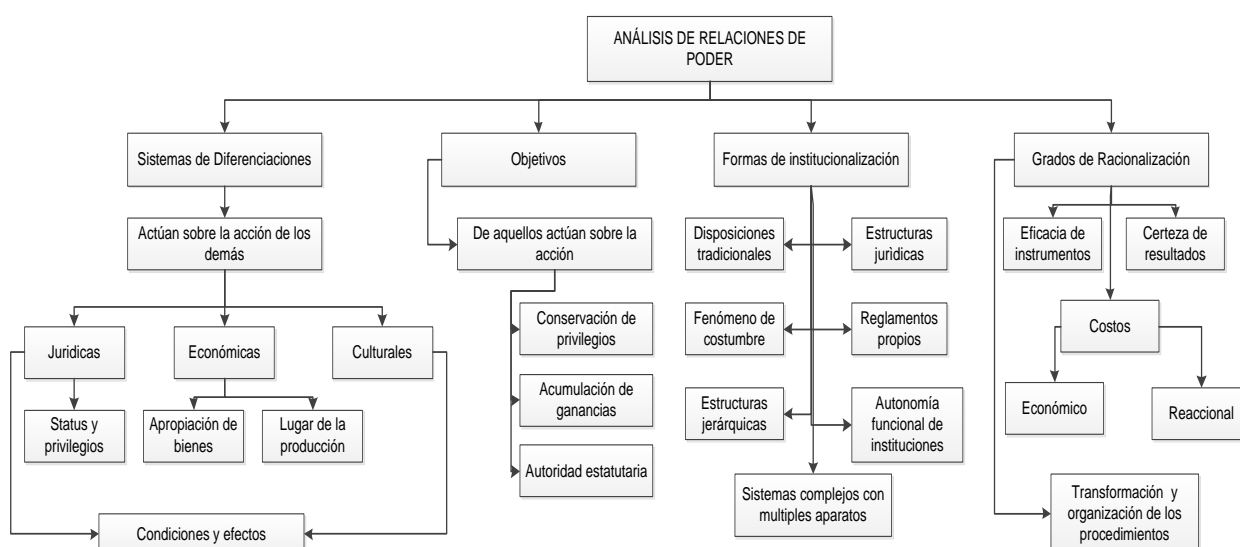 ANÁLISIS DE RELACIONES DE
PODER
Sistemas de Diferenciaciones
Objetivos
Formas de institucionalización
Grados de Racionalización
Actúan sobre la acción de los
demás
De aquellos actúan sobre la
acción
Disposiciones
tradicionales
Estructuras
jurìdicas
Eficacia de
instrumentos
Certeza de
resultados
Juridicas
Económicas
Culturales
Conservación de
privilegios
Fenómeno de
costumbre
Reglamentos
propios
Costos
Status y
privilegios
Apropiación de
bienes
Lugar de la
producción
Acumulación de
ganancias
Estructuras
jerárquicas
Autonomía
funcional de
instituciones
Económico
Reaccional
Autoridad estatutaria
Sistemas complejos con
multiples aparatos
Transformación y
organización de los
procedimientos
Condiciones y efectos